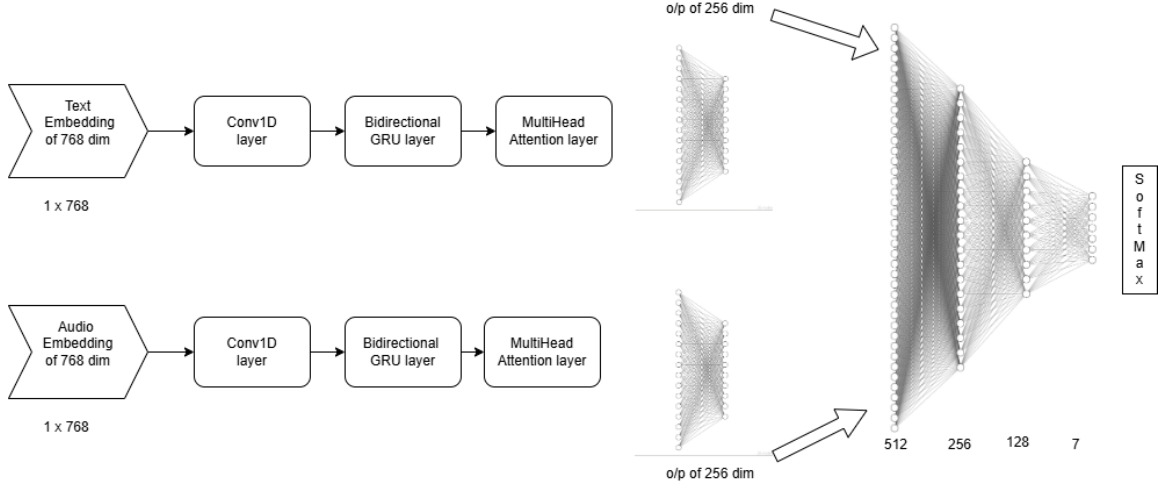 o/p of 256 dim
Text
Embedding
of 768 dim
Conv1D
layer
Bidirectional
GRU layer
MultiHead
Attention layer
1 x 768
SoftMax
Audio
Embedding
of 768 dim
Conv1D
layer
Bidirectional
GRU layer
MultiHead
Attention layer
1 x 768
o/p of 256 dim
512
256
128
7